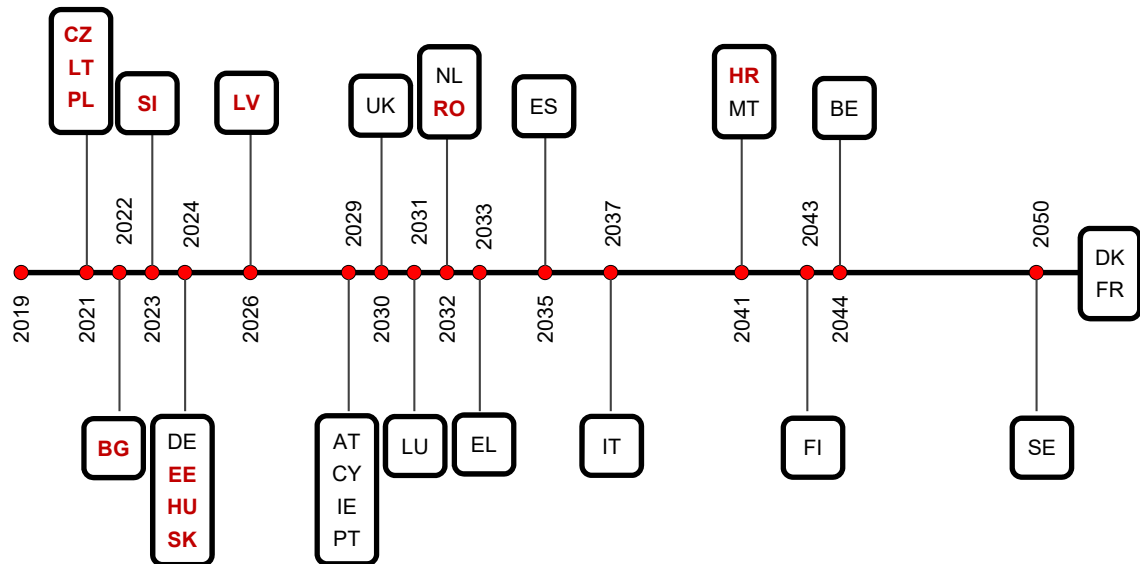 CZ
LT
PL
SI
LV
UK
NL
RO
ES
HR
MT
BE
2022
2024
2029
2031
2033
2037
2043
2050
DK
FR
2019
2021
2023
2026
2030
2032
2035
2041
2044
BG
DE
EE
HU
SK
AT
CY
IE
PT
LU
EL
IT
FI
SE